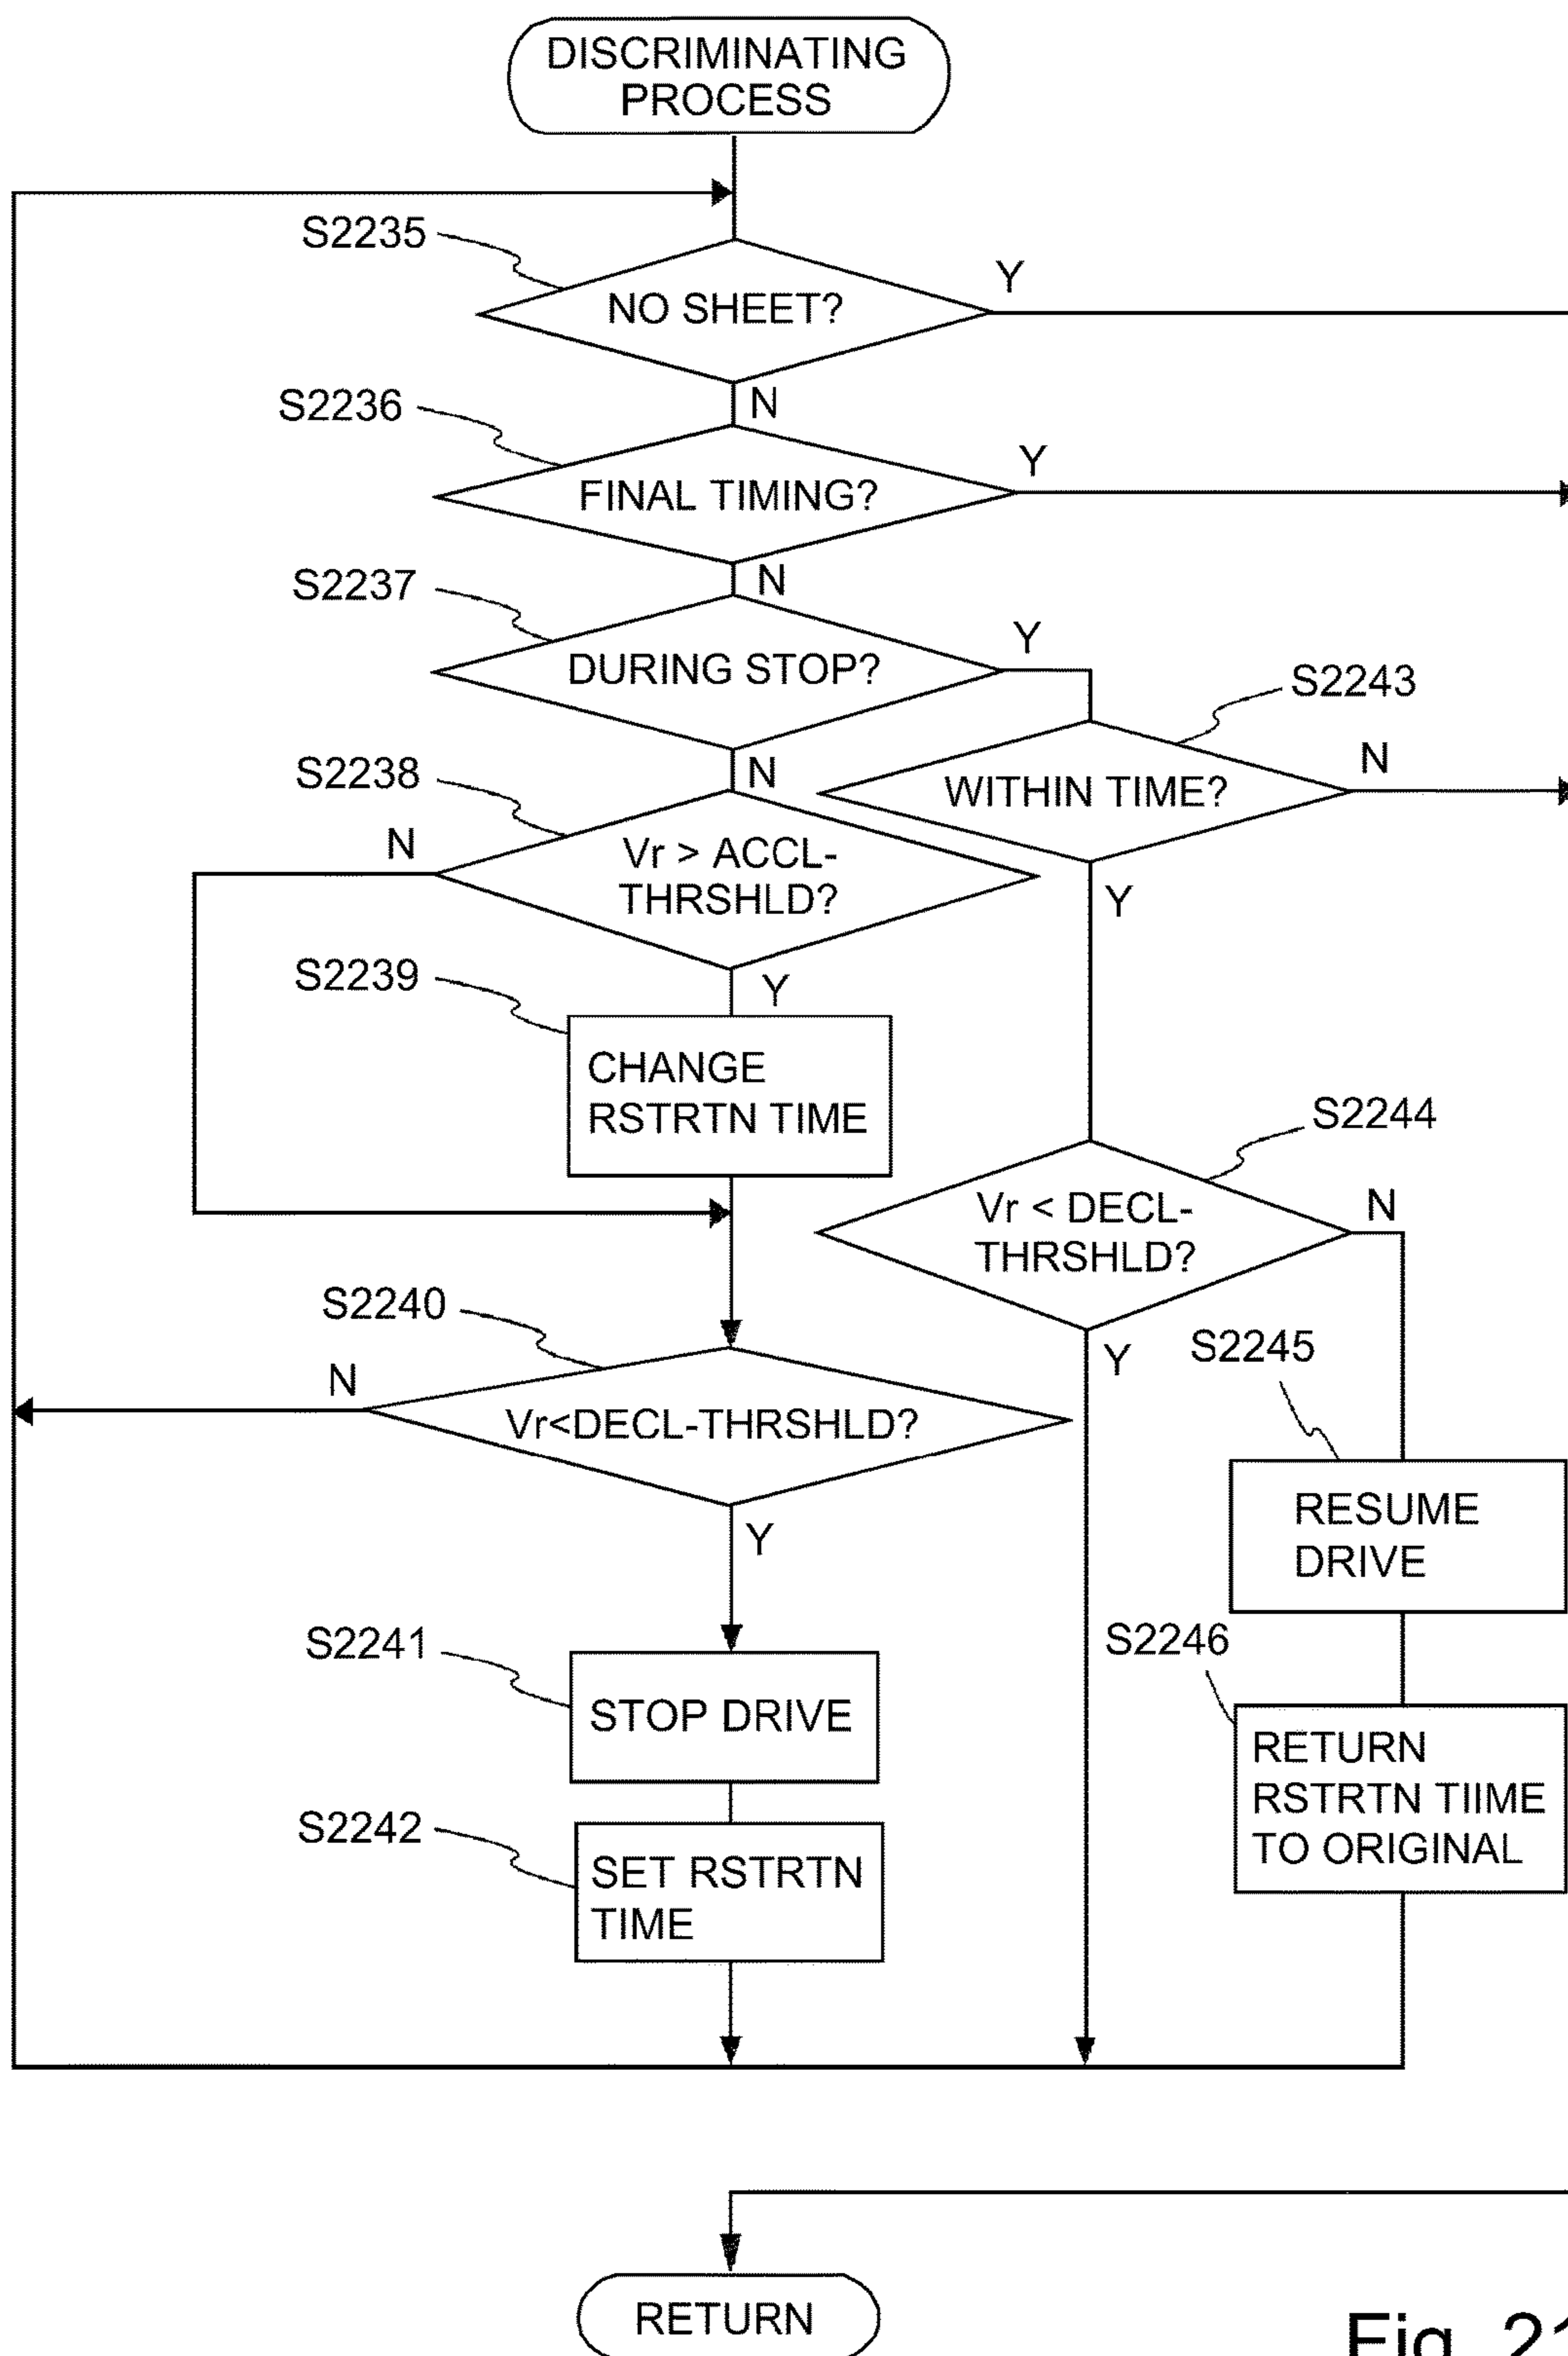 DISCRIMINATING
PROCESS
S2235
NO SHEET?
Y
N
S2236
FINAL TIMING?
Y
N
S2237
DURING STOP?
Y
N
S2243
WITHIN TIME?
N
Y
S2238
Vr > ACCL-
THRSHLD?
N
Y
S2239
CHANGE
RSTRTN TIME
S2244
Vr < DECL-
THRSHLD?
N
Y
S2240
Vr<DECL-THRSHLD?
N
Y
S2245
RESUME
DRIVE
S2241
STOP DRIVE
S2246
RETURN
RSTRTN TIIME
TO ORIGINAL
S2242
SET RSTRTN
TIME
RETURN
Fig. 21